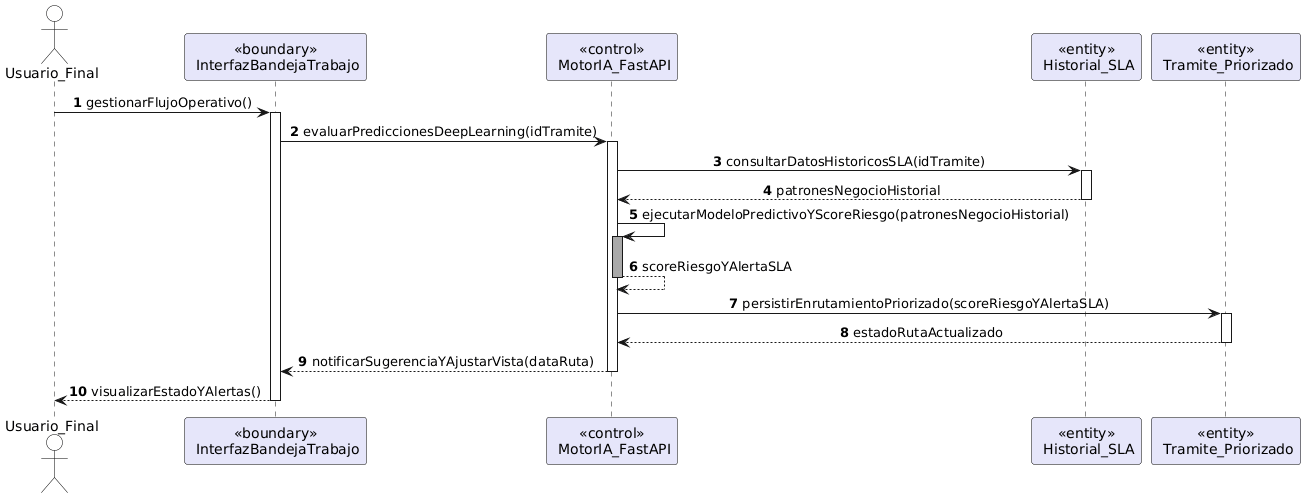 Usuario_Final
«boundary»
InterfazBandejaTrabajo
«control»
MotorIA_FastAPI
«entity»
Historial_SLA
«entity»
Tramite_Priorizado
1 gestionarFlujoOperativo()
2 evaluarPrediccionesDeepLearning(idTramite)
3 consultarDatosHistoricosSLA(idTramite)
4 patronesNegocioHistorial
5 ejecutarModeloPredictivoYScoreRiesgo(patronesNegocioHistorial)
6 scoreRiesgoYAlertaSLA
7 persistirEnrutamientoPriorizado(scoreRiesgoYAlertaSLA)
8 estadoRutaActualizado
9 notificarSugerenciaYAjustarVista(dataRuta)
10 visualizarEstadoYAlertas()
Usuario_Final
«boundary»
InterfazBandejaTrabajo
«control»
MotorIA_FastAPI
«entity»
Historial_SLA
«entity»
Tramite_Priorizado